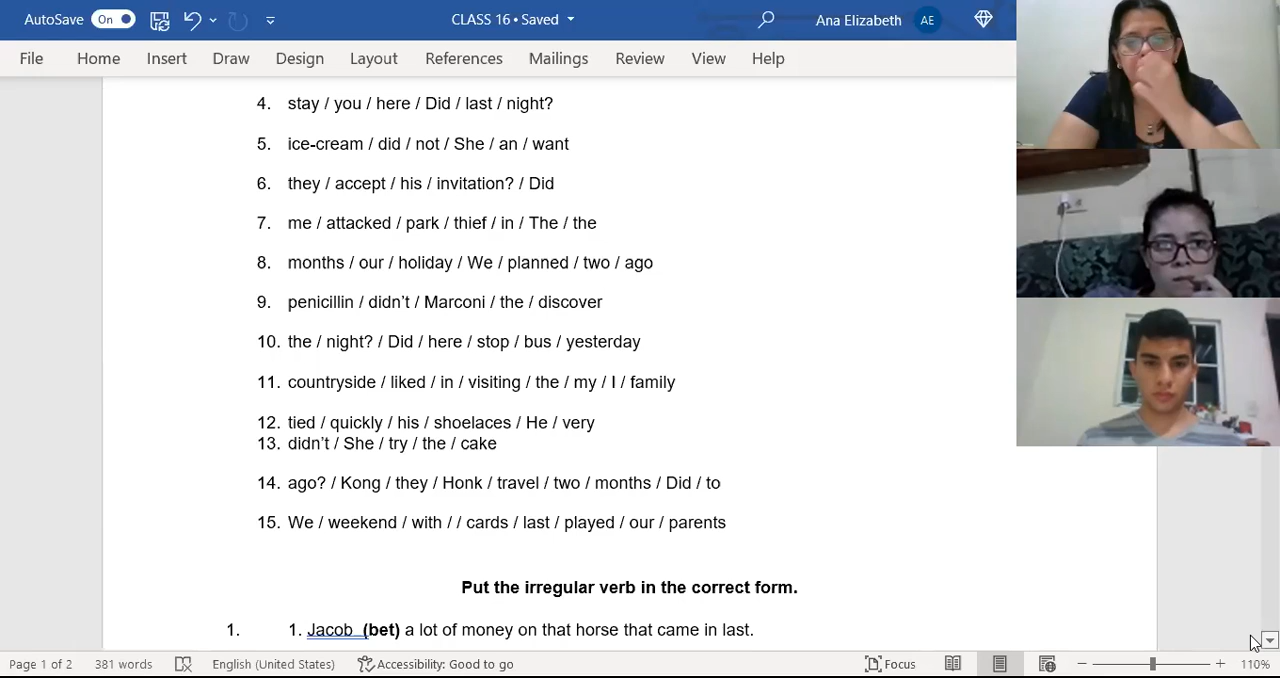 AutoSave On CLASS 16 • Saved Ana Elizabeth AE
File Home Insert Draw Design Layout References Mailings Review View Help
4. stay / you / here / Did / last / night?
5. ice-cream / did / not / She / an / want
6. they / accept / his / invitation? / Did
7. me / attacked / park / thief / in / The / the
8. months / our / holiday / We / planned / two / ago
9. penicillin / didn't / Marconi / the / discover
10. the / night? / Did / here / stop / bus / yesterday
11. countryside / liked / in / visiting / the / my / I / family
12. tied / quickly / his / shoelaces / He / very
13. didn't / She / try / the / cake
14. ago? / Kong / they / Honk / travel / two / months / Did / to
15. We / weekend / with / / cards / last / played / our / parents
Put the irregular verb in the correct form.
1. 1. Jacob (bet) a lot of money on that horse that came in last.
Page 1 of 2 381 words English (United States) Accessibility: Good to go Focus 110%